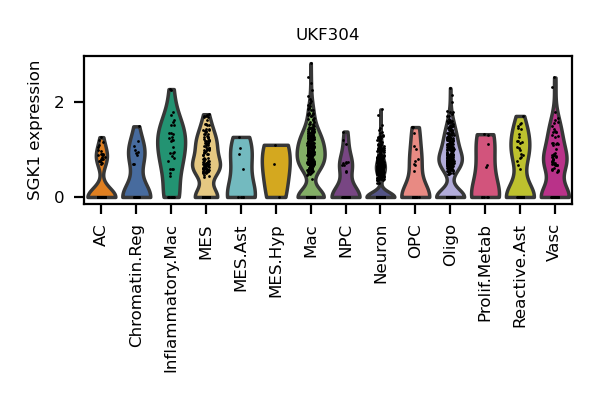 UKF304
SGK1 expression
2
0
AC
Chromatin.Reg
Inflammatory.Mac
MES
MES.Ast
MES.Hyp
Mac
NPC
Neuron
OPC
Oligo
Prolif.Metab
Reactive.Ast
Vasc